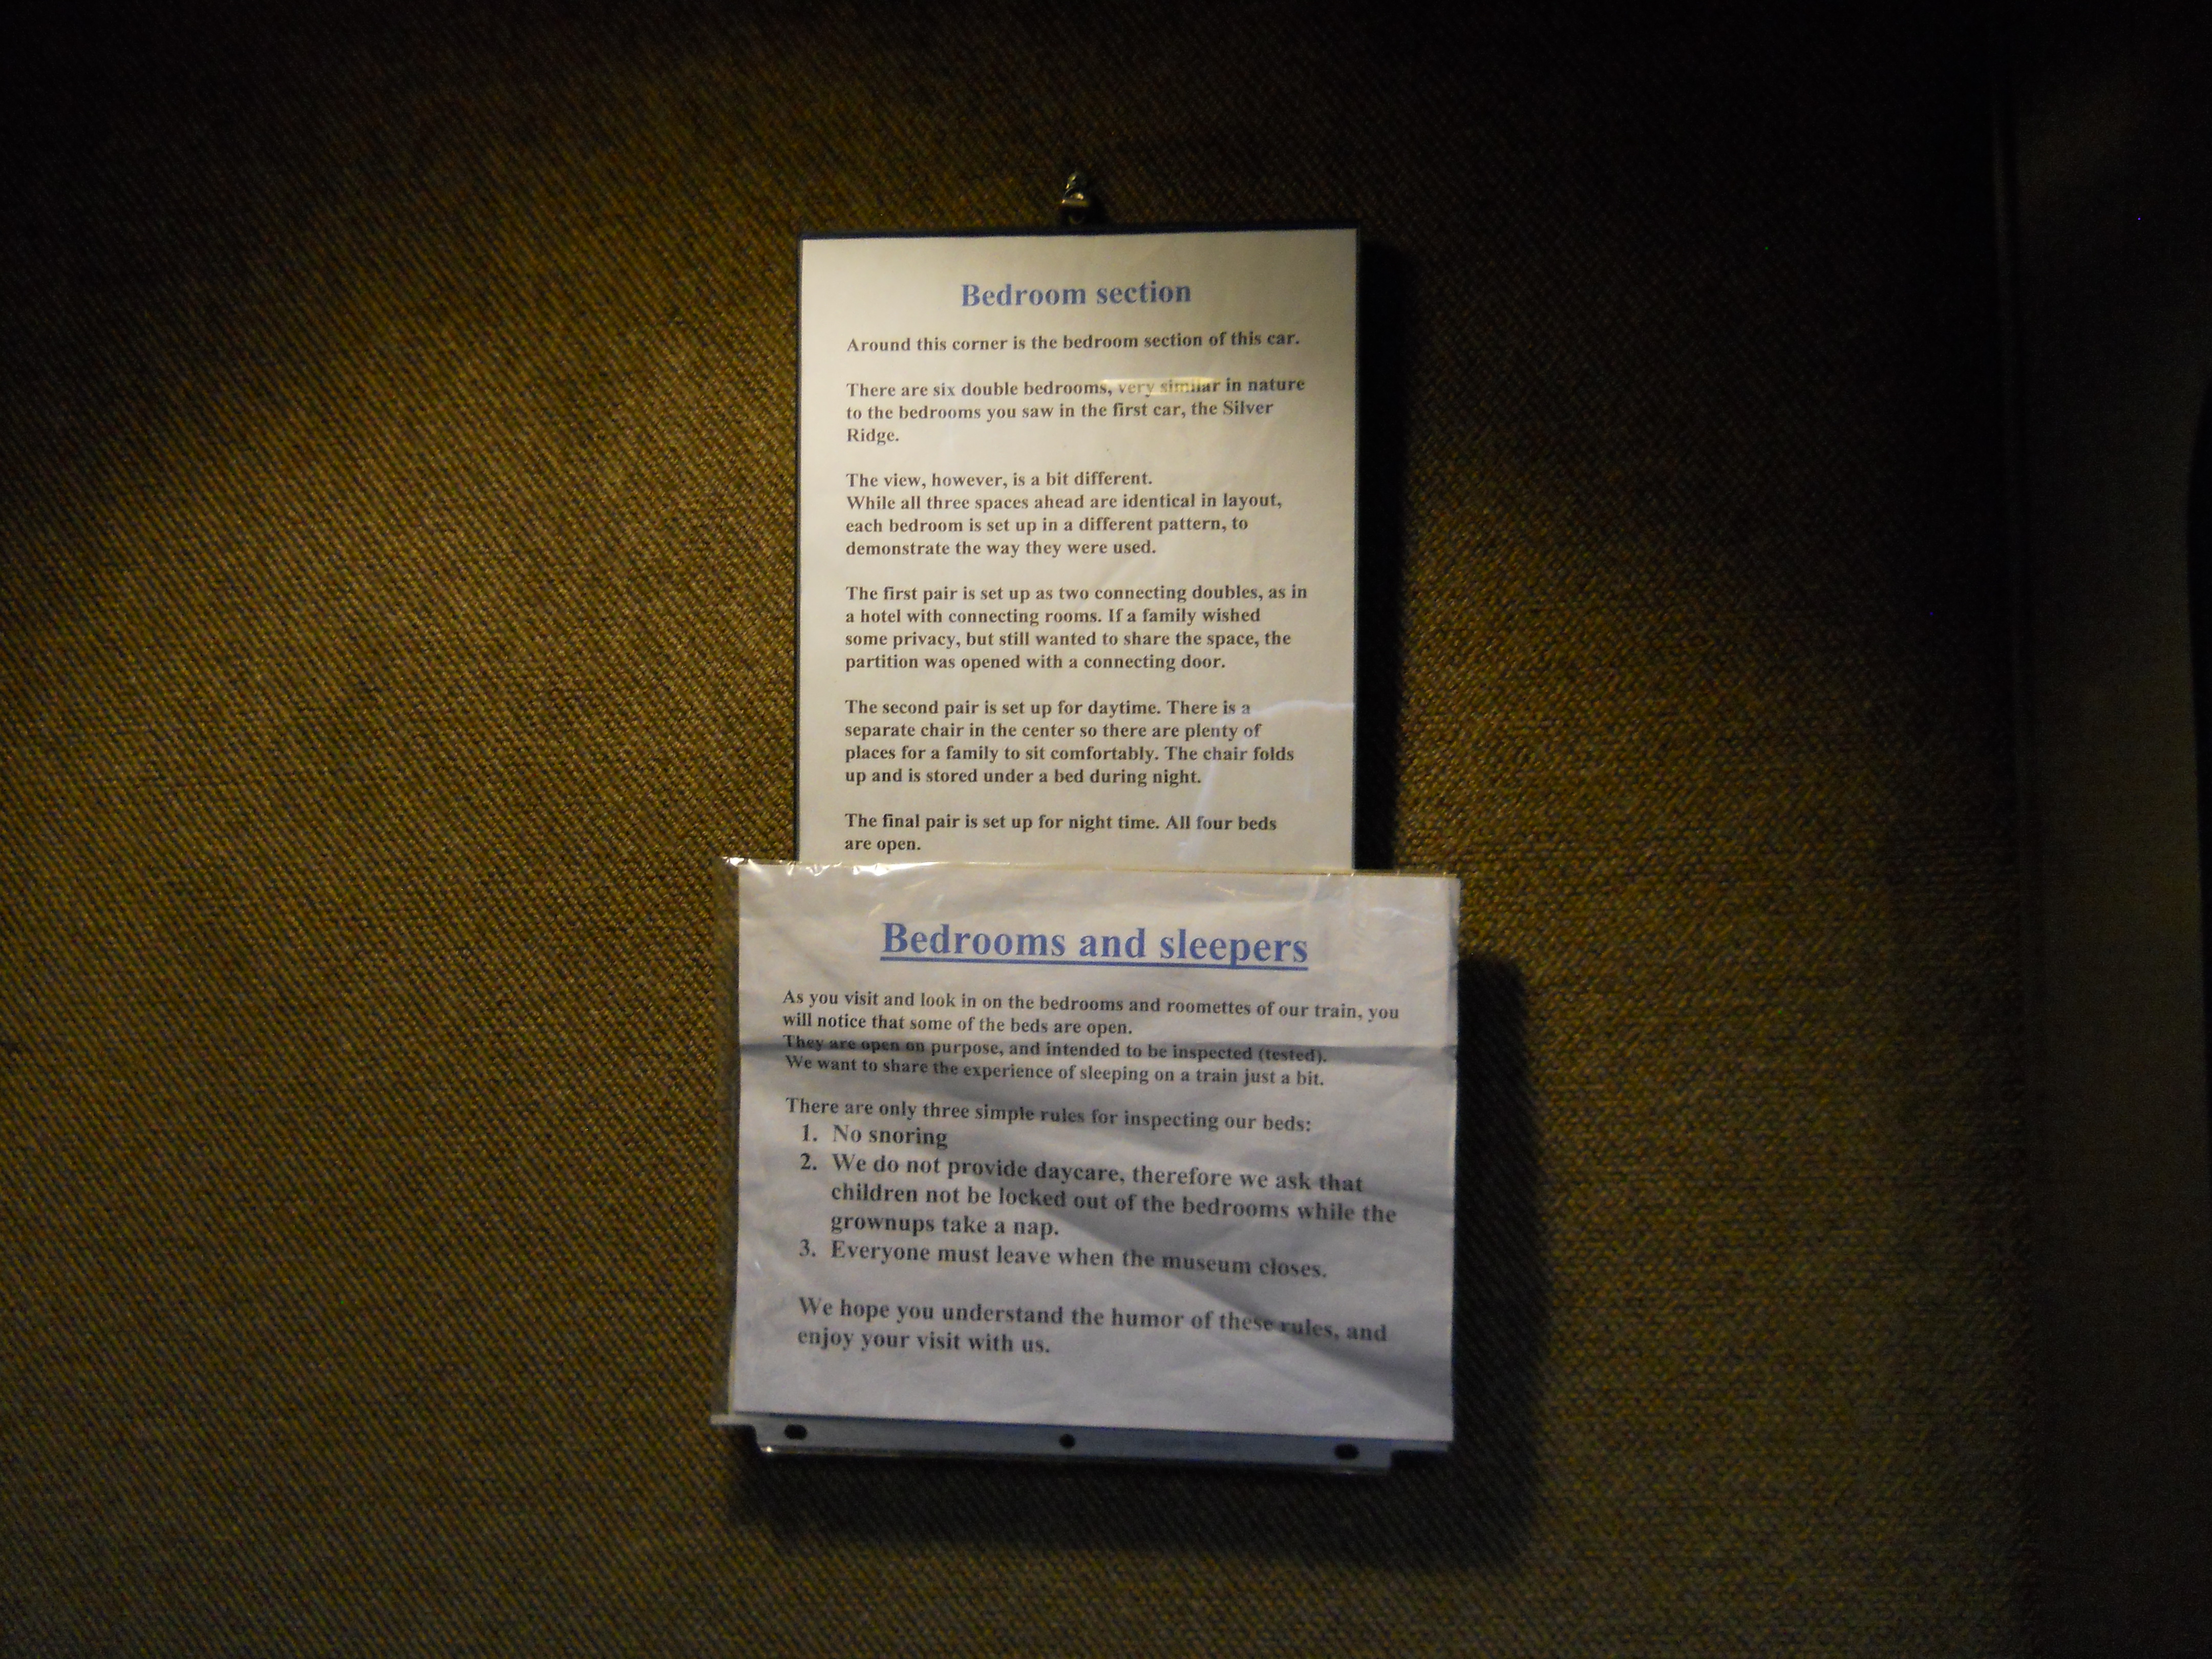 Bedroom section
Around this corner is the bedroom section of this car.
There are six double bedrooms, very similar in nature
to the bedrooms you saw in the first car, the Silver
Ridge.
The view, however, is a bit different.
While all three spaces ahead are identical in layout,
each bedroom is set up in a different pattern, to
demonstrate the way they were used.
The first pair is set up as two connecting doubles, as in
a hotel with connecting rooms. If a family wished
some privacy, but still wanted to share the space, the
partition was opened with a connecting door.
The second pair is set up for daytime. There is a
separate chair in the center so there are plenty of
places for a family to sit comfortably. The chair folds
up and is stored under a bed during night.
The final pair is set up for night time. All four beds
are open.
Bedrooms and sleepers
As you visit and look in on the bedrooms and roomettes of our train, you
will notice that some of the beds are open.
They are open on purpose, and intended to be inspected (tested).
We want to share the experience of sleeping on a train just a bit.
There are only three simple rules for inspecting our beds:
1. No snoring
2. We do not provide daycare, therefore we ask that
children not be locked out of the bedrooms while the
grownups take a nap.
3. Everyone must leave when the museum closes.
We hope you understand the humor of these rules, and
enjoy your visit with us.